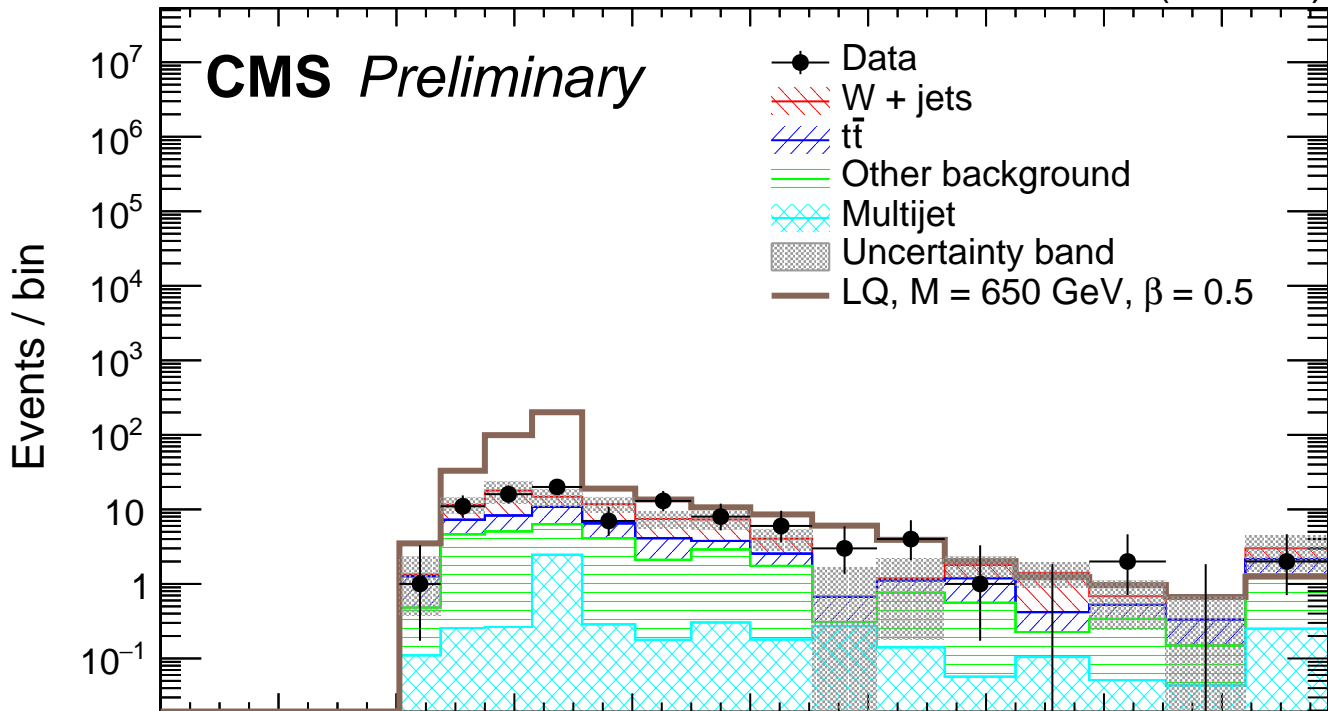 CMS Preliminary
Data
W + jets
tt̄
Other background
Multijet
Uncertainty band
LQ, M = 650 GeV, β = 0.5
Events / bin
10⁷
10⁶
10⁵
10⁴
10³
10²
10
1
10⁻¹